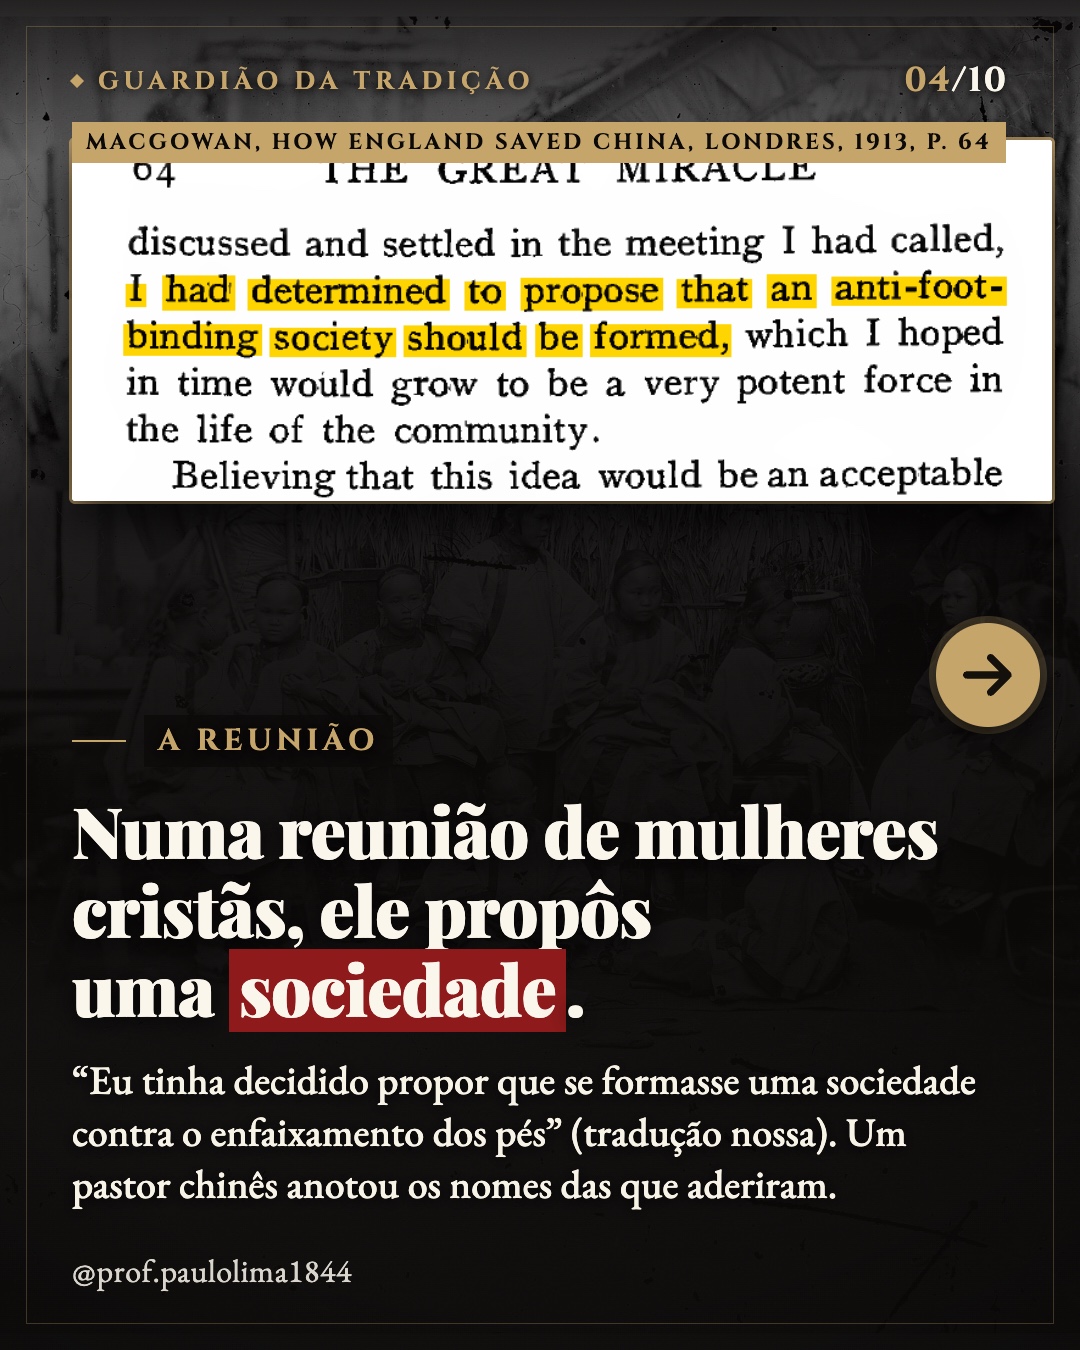 ◆ GUARDIÃO DA TRADIÇÃO
04/10
MACGOWAN, HOW ENGLAND SAVED CHINA, LONDRES, 1913, P. 64
64 THE GREAT MIRACLE
discussed and settled in the meeting I had called,
I had determined to propose that an anti-foot-
binding society should be formed, which I hoped
in time would grow to be a very potent force in
the life of the community.
Believing that this idea would be an acceptable
A REUNIÃO
Numa reunião de mulheres
cristãs, ele propôs
uma sociedade.
“Eu tinha decidido propor que se formasse uma sociedade
contra o enfaixamento dos pés” (tradução nossa). Um
pastor chinês anotou os nomes das que aderiram.
@prof.paulolima1844